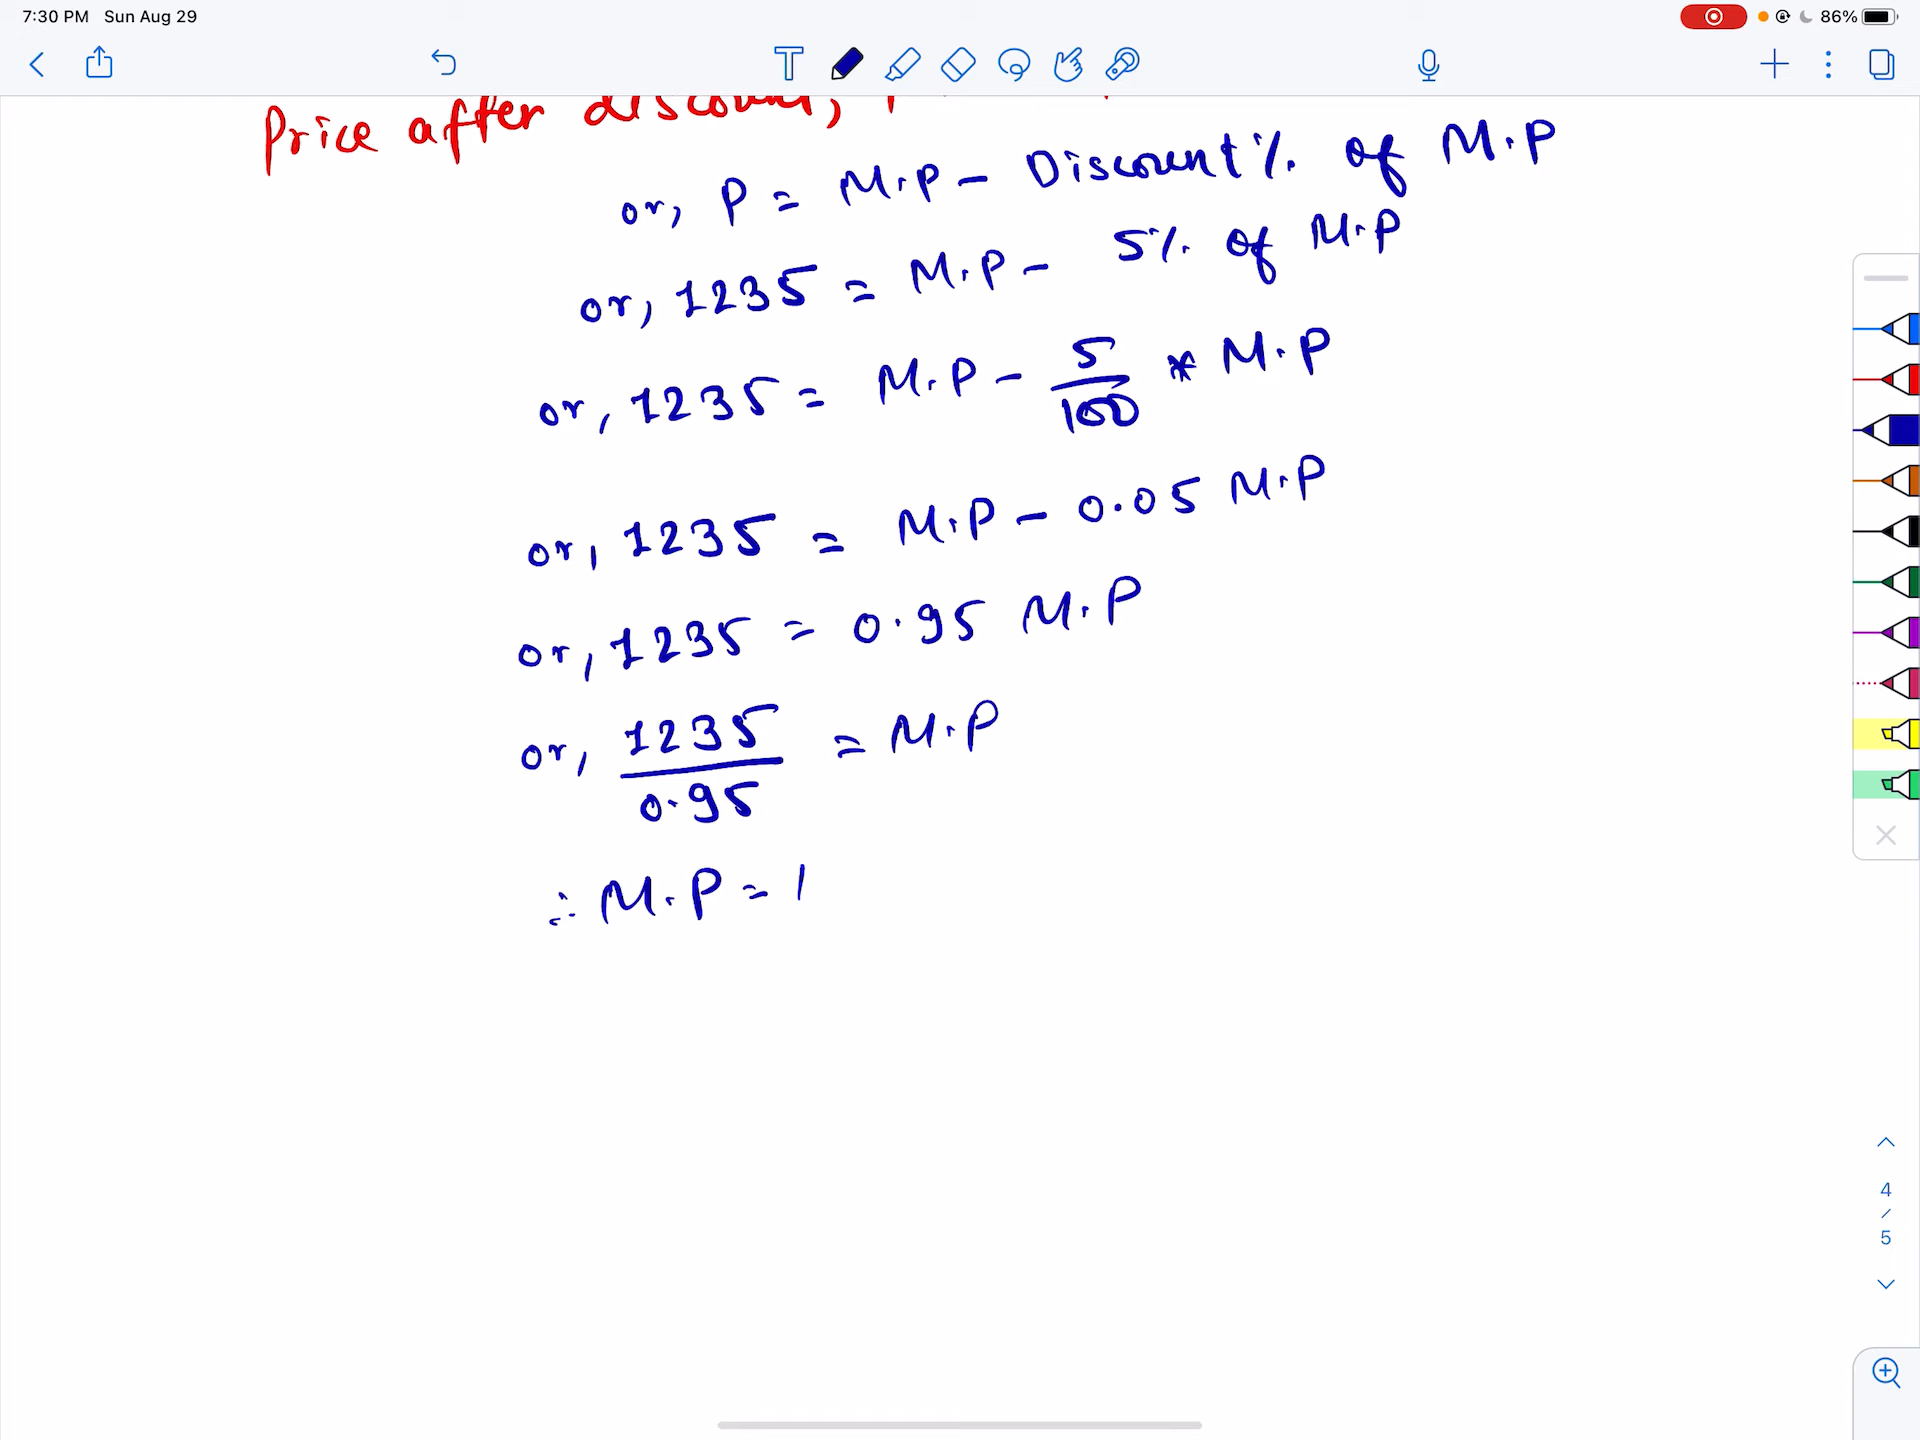 7:30 PM Sun Aug 29 86%
T
Price after discount,
or, P = M.P - Discount % of M.P
or, 1235 = M.P - 5% of M.P
or, 1235 = M.P - 5/100 * M.P
or, 1235 = M.P - 0.05 M.P
or, 1235 = 0.95 M.P
or, 1235/0.95 = M.P
∴ M.P = 1
4
/
5